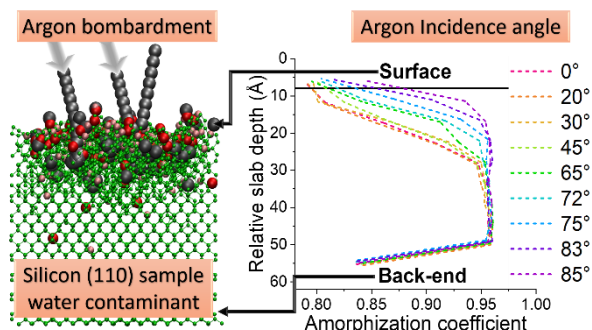 Argon bombardment
Argon Incidence angle
Surface
Back-end
Silicon (110) sample
water contaminant
Relative slab depth (Å)
0
10
20
30
40
50
60
0.80
0.85
0.90
0.95
1.00
Amorphization coefficient
0°
20°
30°
45°
65°
72°
75°
83°
85°